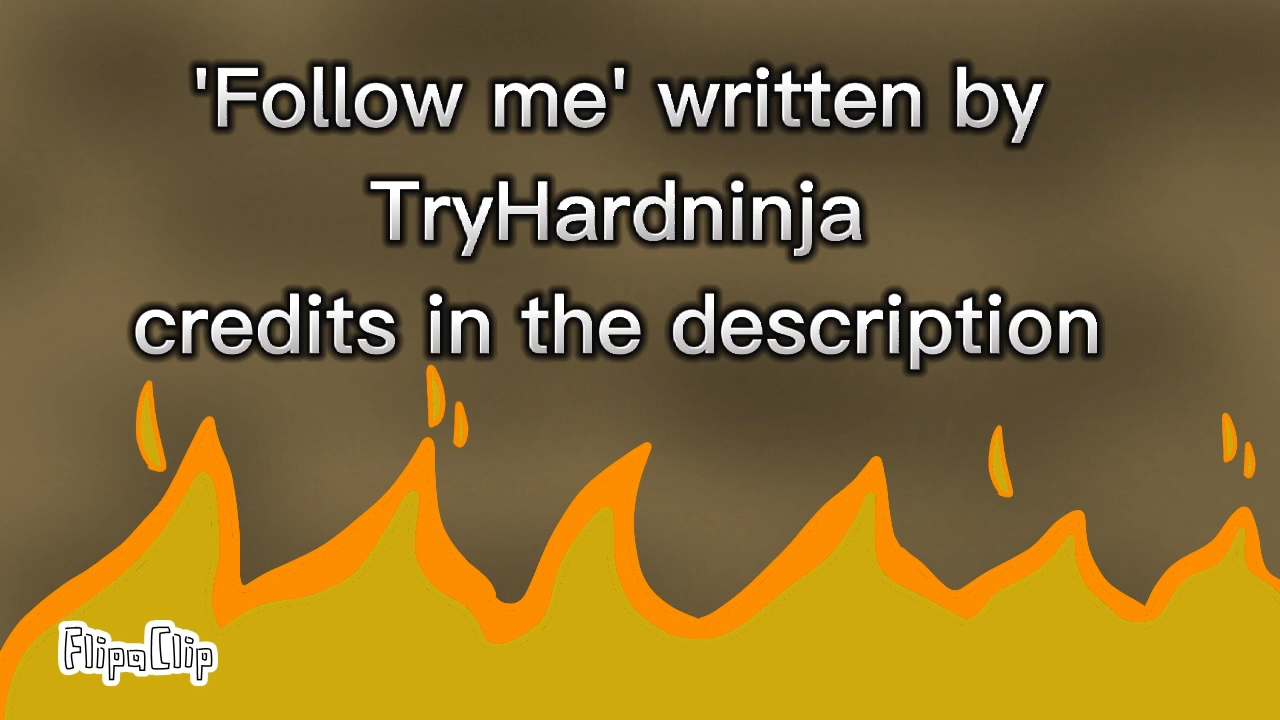 'Follow me' written by
TryHardninja
credits in the description
FlipaClip